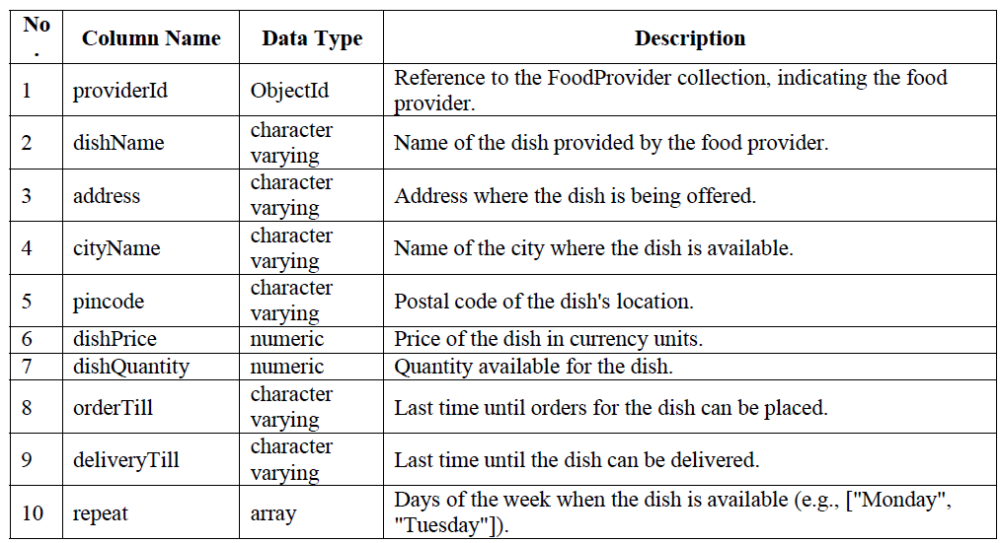 No
. Column Name Data Type Description
1 providerId ObjectId Reference to the FoodProvider collection, indicating the food
provider.
2 dishName character
varying Name of the dish provided by the food provider.
3 address character
varying Address where the dish is being offered.
4 cityName character
varying Name of the city where the dish is available.
5 pincode character
varying Postal code of the dish's location.
6 dishPrice numeric Price of the dish in currency units.
7 dishQuantity numeric Quantity available for the dish.
8 orderTill character
varying Last time until orders for the dish can be placed.
9 deliveryTill character
varying Last time until the dish can be delivered.
10 repeat array Days of the week when the dish is available (e.g., ["Monday",
"Tuesday"]).